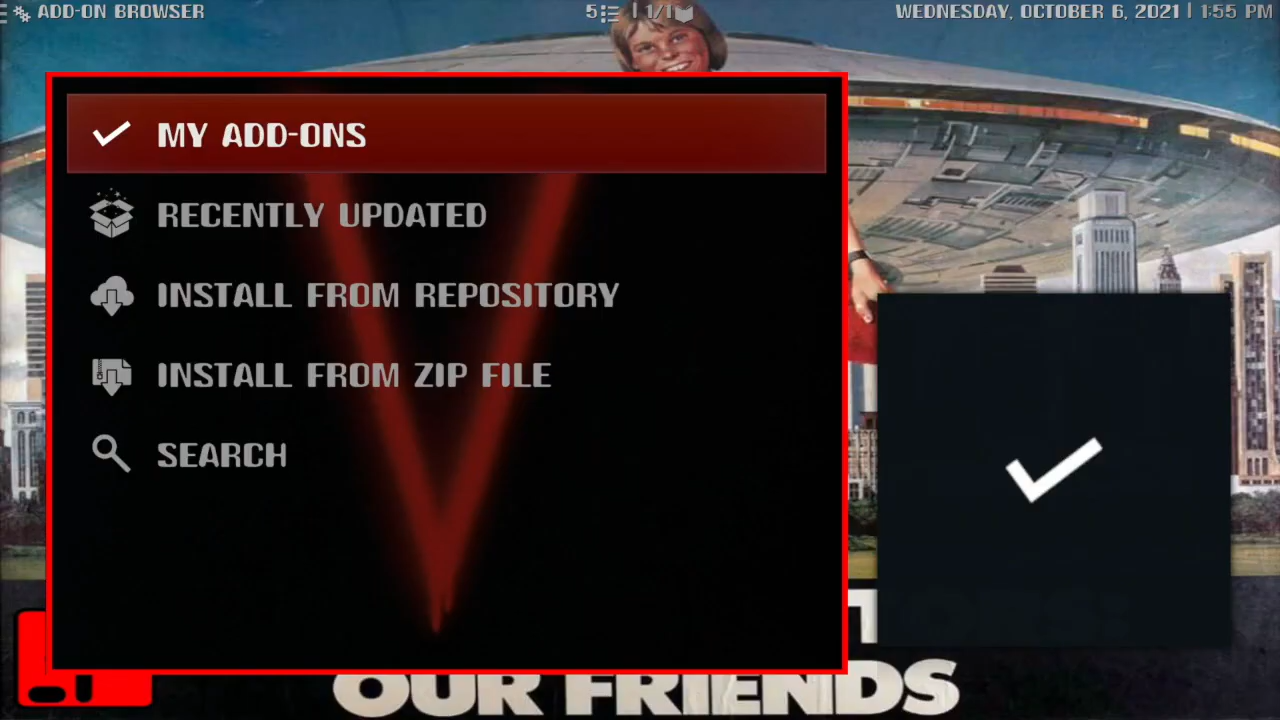 ADD-ON BROWSER
5 | 1/1
WEDNESDAY, OCTOBER 6, 2021 | 1:55 PM
MY ADD-ONS
RECENTLY UPDATED
INSTALL FROM REPOSITORY
INSTALL FROM ZIP FILE
SEARCH
OUR FRIENDS